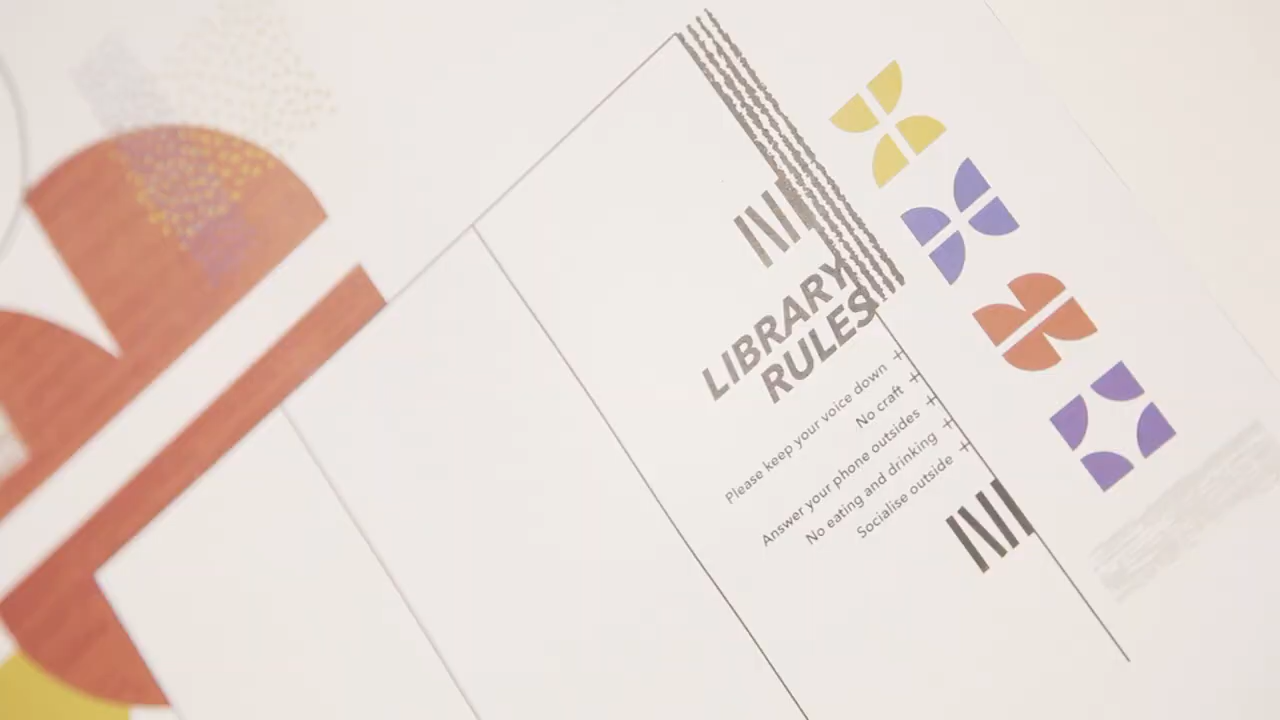 LIBRARY
RULES
Please keep your voice down +
No craft +
Answer your phone outsides +
No eating and drinking +
Socialise outside +